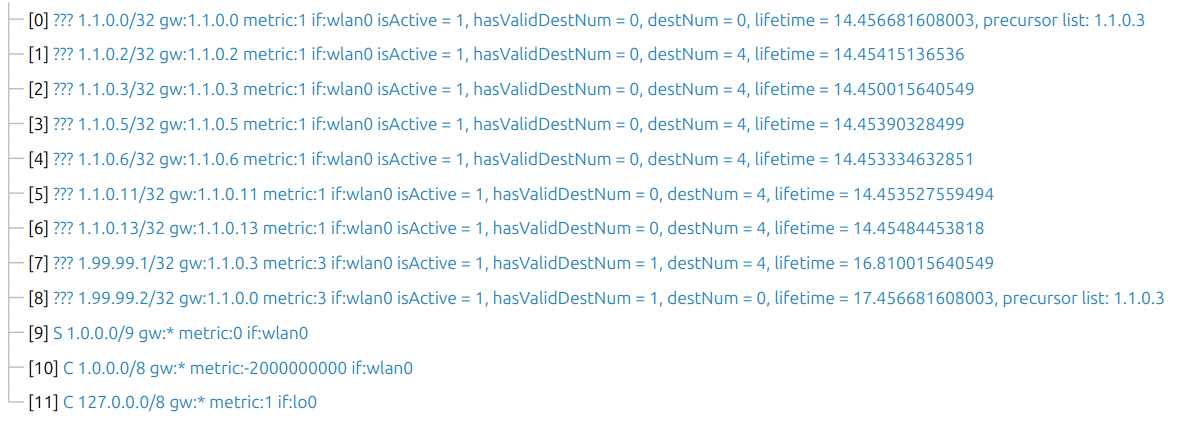 [0] ??? 1.1.0.0/32 gw:1.1.0.0 metric:1 if:wlan0 isActive = 1, hasValidDestNum = 0, destNum = 0, lifetime = 14.456681608003, precursor list: 1.1.0.3
[1] ??? 1.1.0.2/32 gw:1.1.0.2 metric:1 if:wlan0 isActive = 1, hasValidDestNum = 0, destNum = 4, lifetime = 14.45415136536
[2] ??? 1.1.0.3/32 gw:1.1.0.3 metric:1 if:wlan0 isActive = 1, hasValidDestNum = 0, destNum = 4, lifetime = 14.450015640549
[3] ??? 1.1.0.5/32 gw:1.1.0.5 metric:1 if:wlan0 isActive = 1, hasValidDestNum = 0, destNum = 4, lifetime = 14.45390328499
[4] ??? 1.1.0.6/32 gw:1.1.0.6 metric:1 if:wlan0 isActive = 1, hasValidDestNum = 0, destNum = 4, lifetime = 14.453334632851
[5] ??? 1.1.0.11/32 gw:1.1.0.11 metric:1 if:wlan0 isActive = 1, hasValidDestNum = 0, destNum = 4, lifetime = 14.453527559494
[6] ??? 1.1.0.13/32 gw:1.1.0.13 metric:1 if:wlan0 isActive = 1, hasValidDestNum = 0, destNum = 4, lifetime = 14.45484453818
[7] ??? 1.99.99.1/32 gw:1.1.0.3 metric:3 if:wlan0 isActive = 1, hasValidDestNum = 1, destNum = 4, lifetime = 16.810015640549
[8] ??? 1.99.99.2/32 gw:1.1.0.0 metric:3 if:wlan0 isActive = 1, hasValidDestNum = 1, destNum = 0, lifetime = 17.456681608003, precursor list: 1.1.0.3
[9] S 1.0.0.0/9 gw:* metric:0 if:wlan0
[10] C 1.0.0.0/8 gw:* metric:-2000000000 if:wlan0
[11] C 127.0.0.0/8 gw:* metric:1 if:lo0